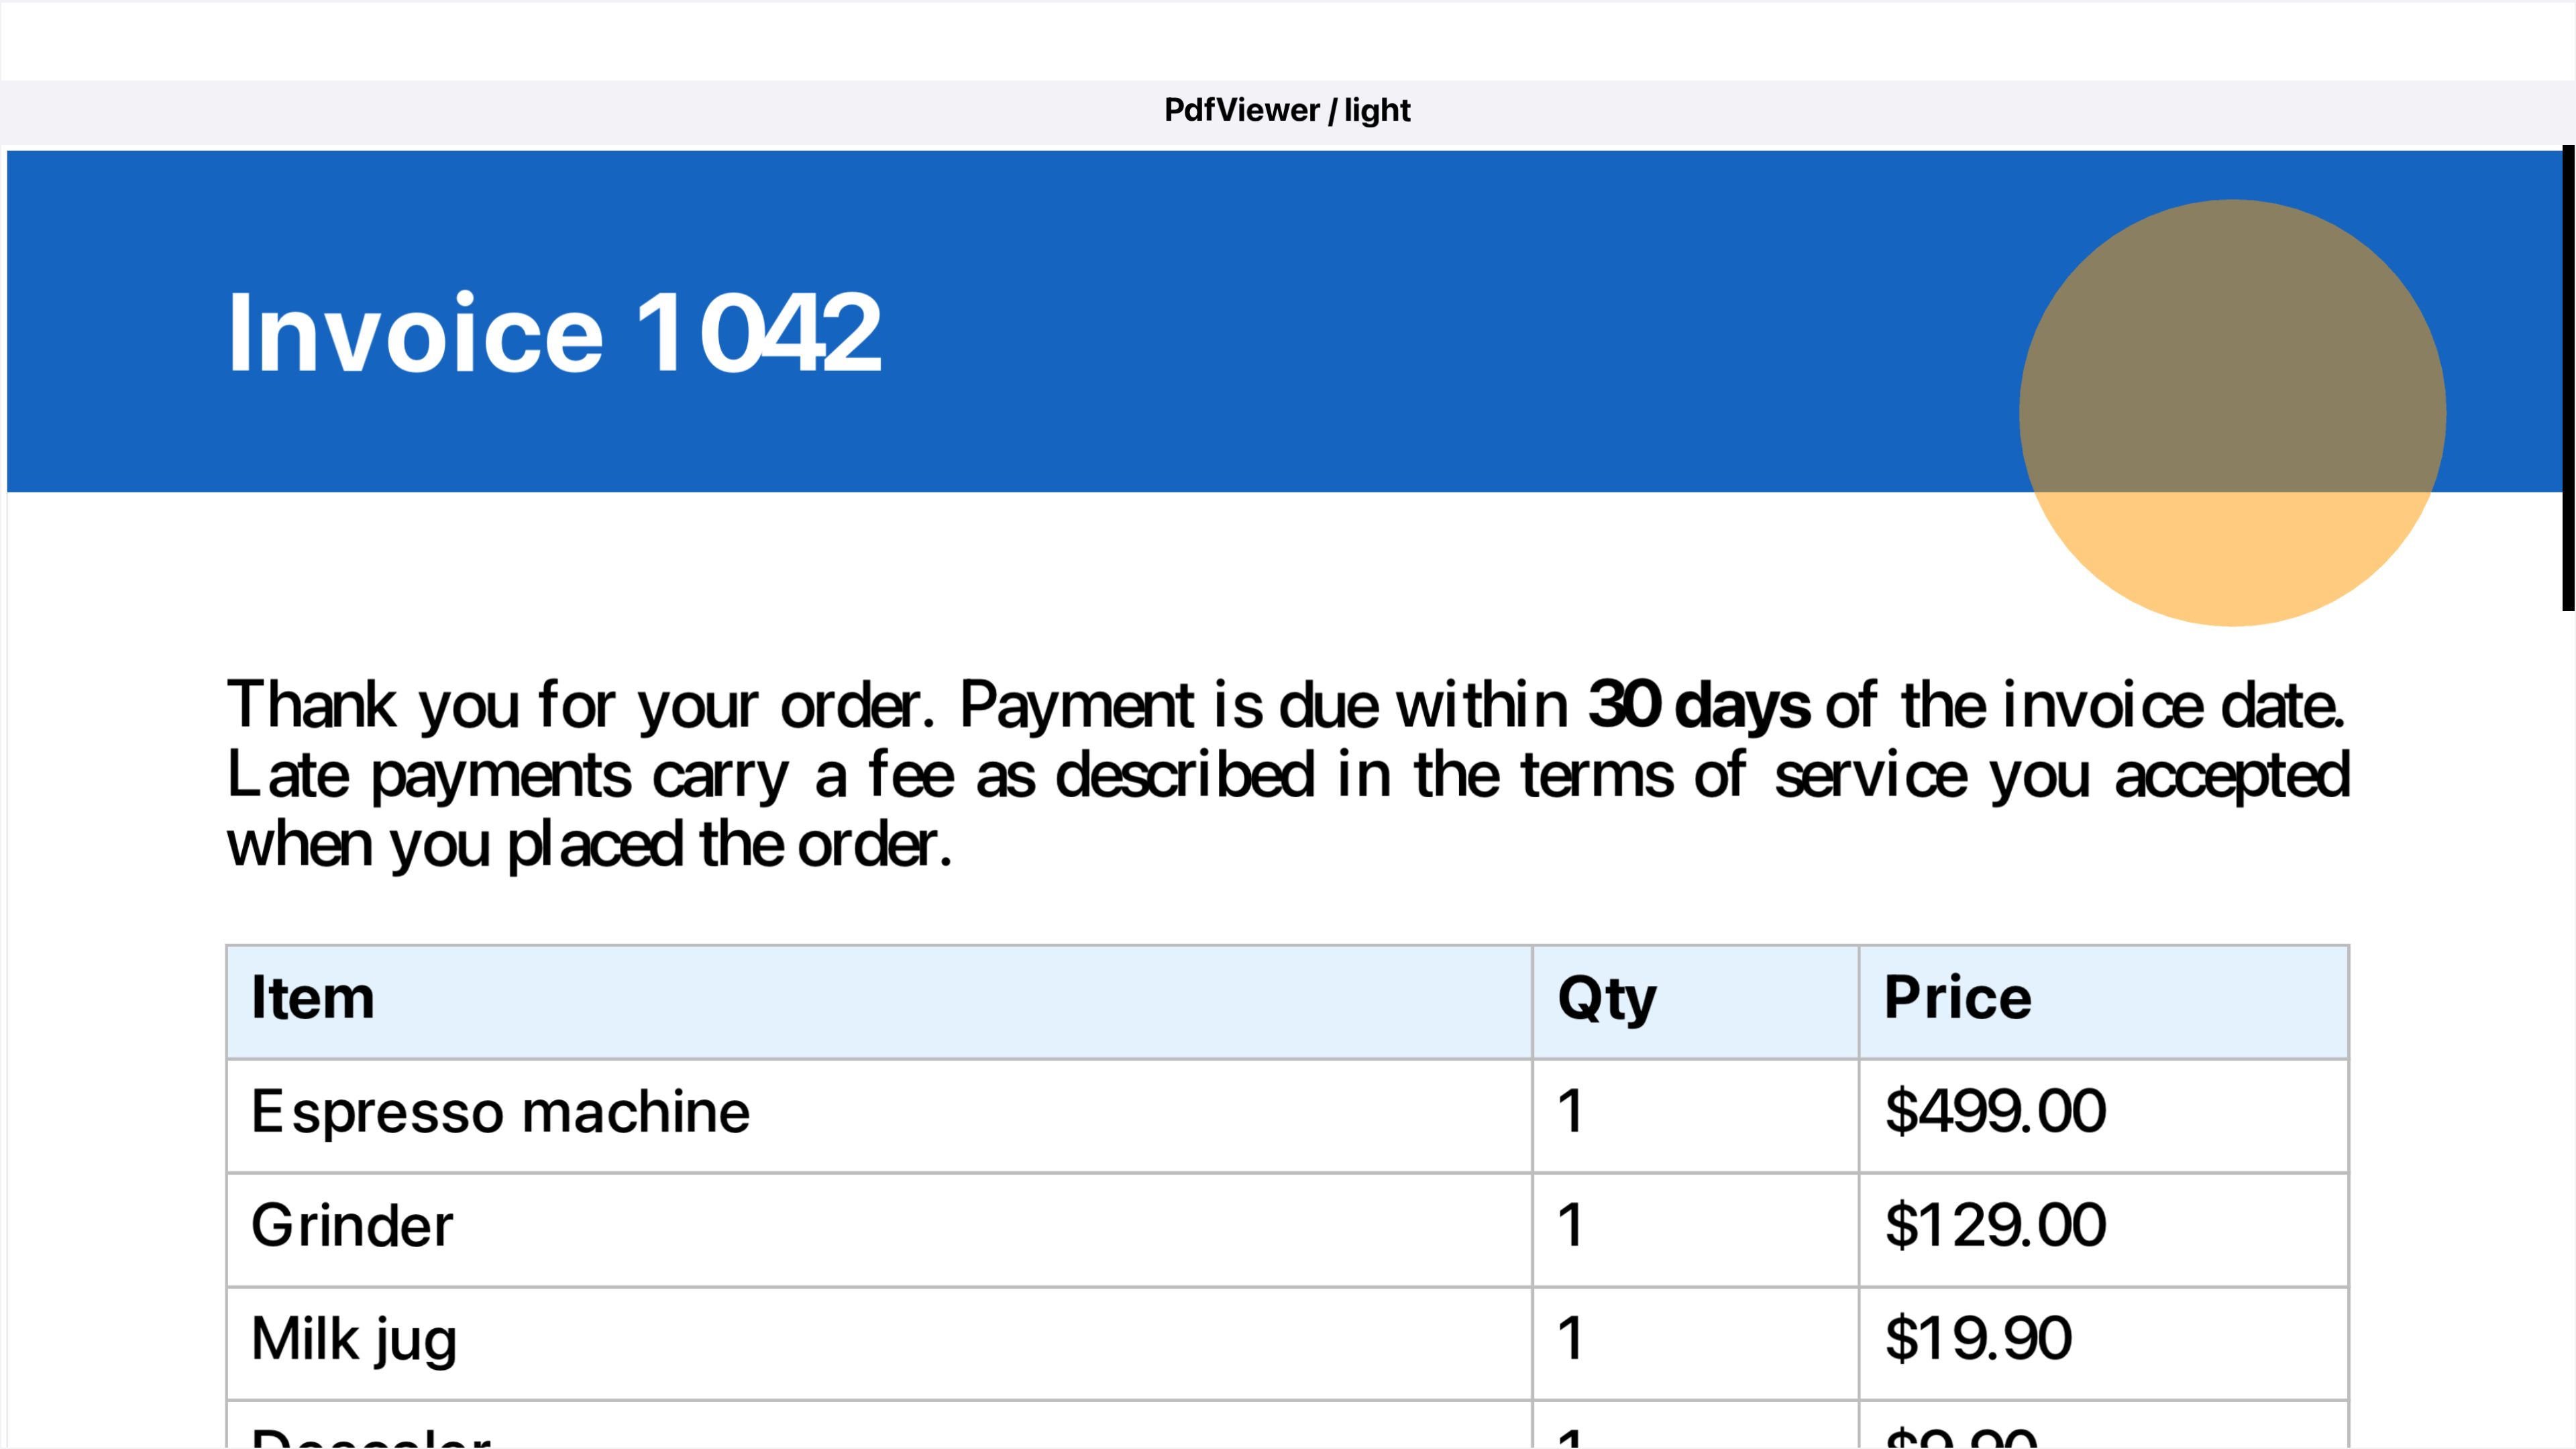 PdfViewer / light
Invoice 1042
Thank you for your order. Payment is due within 30 days of the invoice date.
Late payments carry a fee as described in the terms of service you accepted
when you placed the order.
Item Qty Price
Espresso machine 1 $499.00
Grinder 1 $129.00
Milk jug 1 $19.90